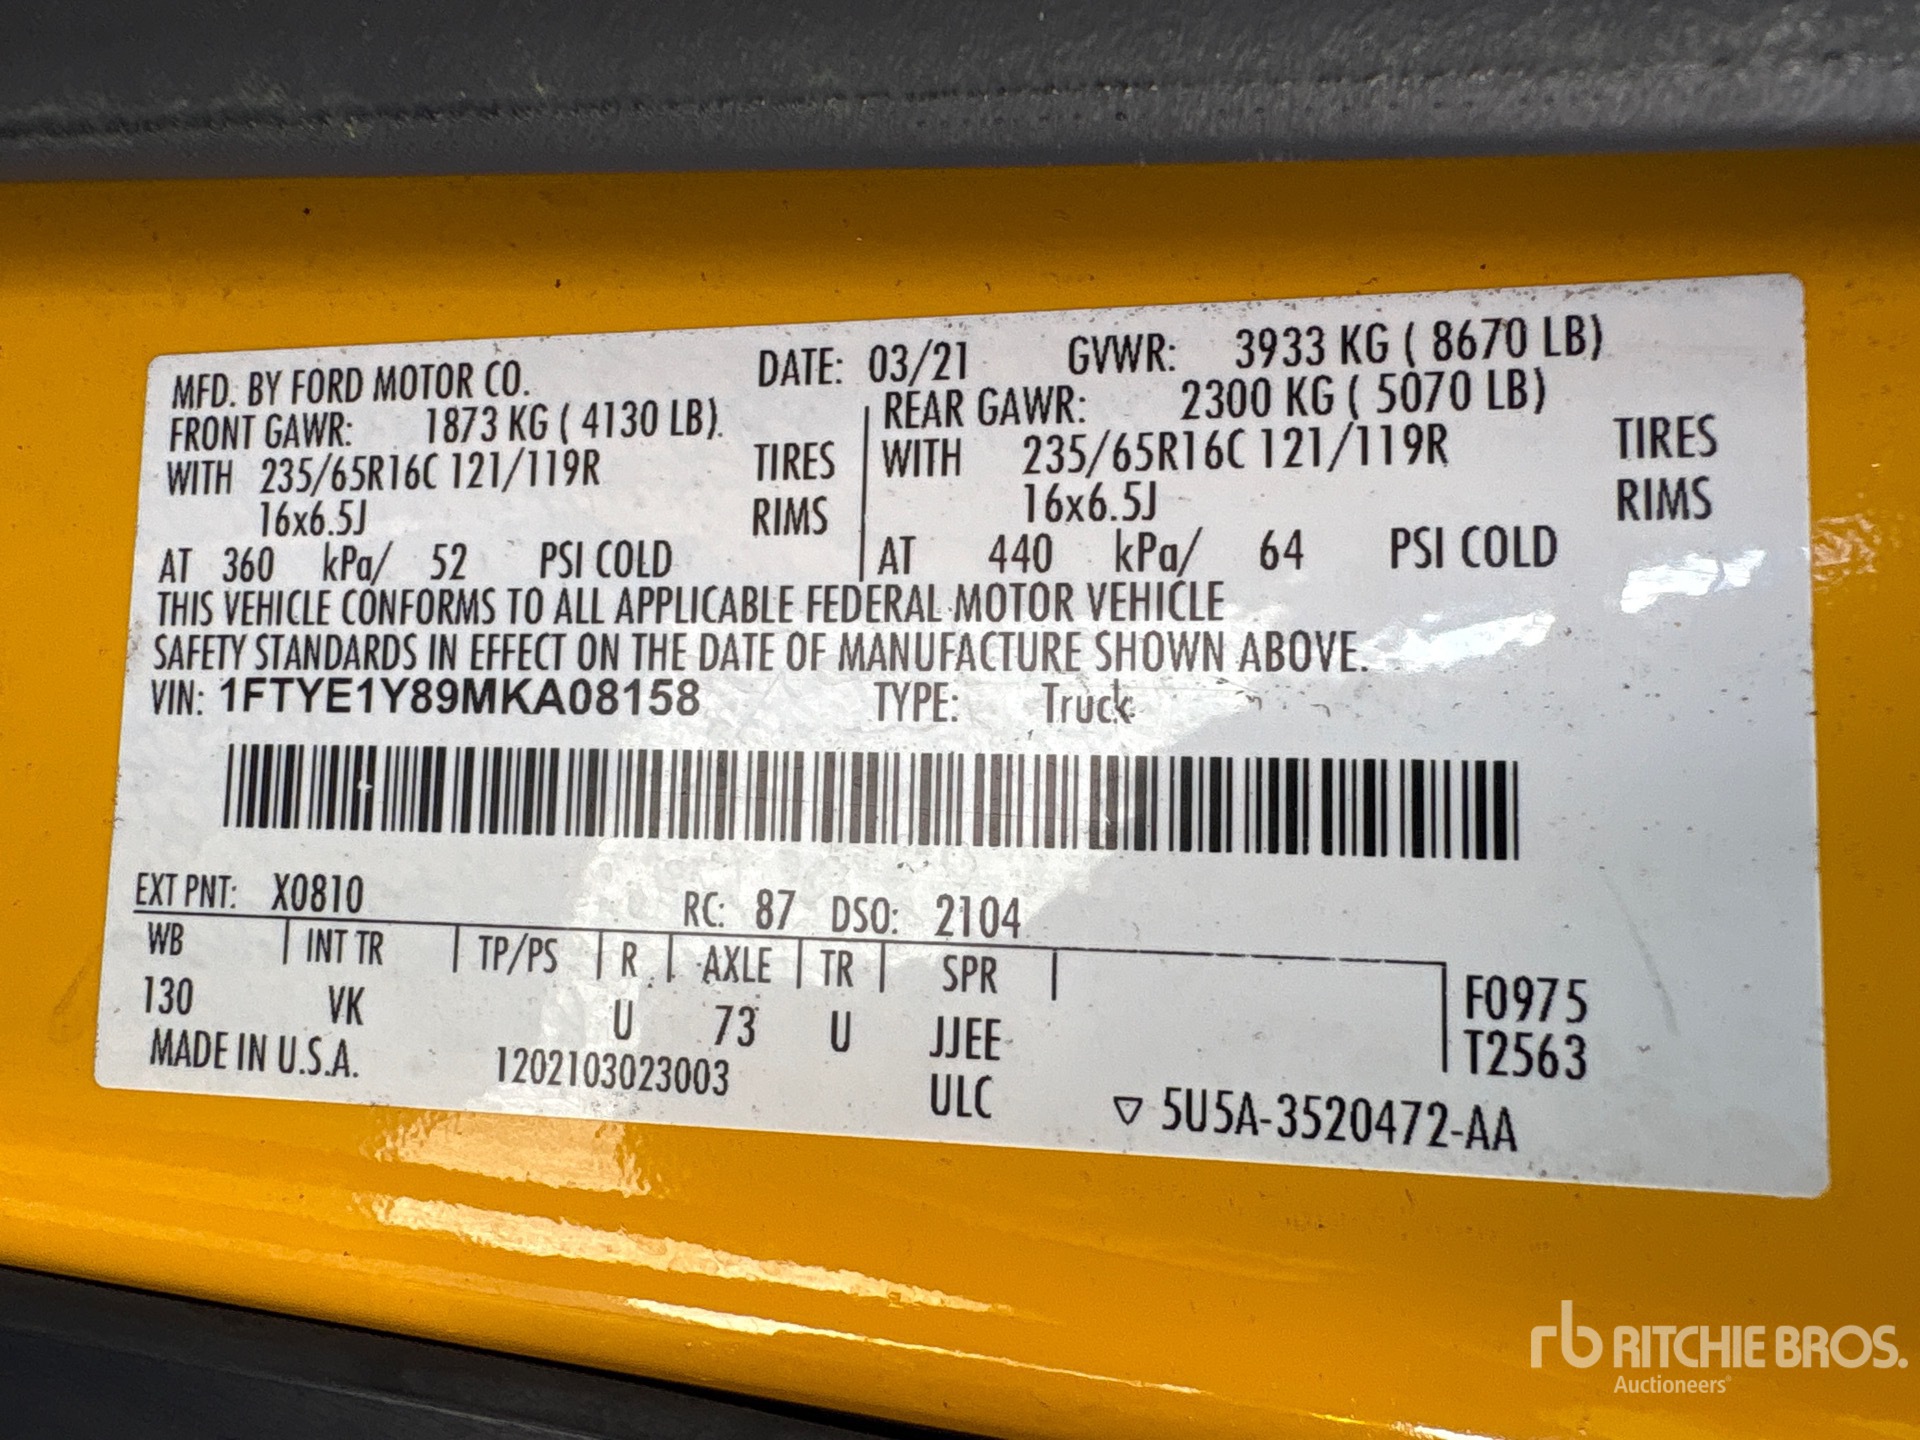 MFD. BY FORD MOTOR CO. DATE: 03/21 GVWR: 3933 KG ( 8670 LB)
FRONT GAWR: 1873 KG ( 4130 LB). REAR GAWR: 2300 KG ( 5070 LB)
WITH 235/65R16C 121/119R TIRES WITH 235/65R16C 121/119R TIRES
16x6.5J RIMS 16x6.5J RIMS
AT 360 kPa/ 52 PSI COLD AT 440 kPa/ 64 PSI COLD
THIS VEHICLE CONFORMS TO ALL APPLICABLE FEDERAL MOTOR VEHICLE
SAFETY STANDARDS IN EFFECT ON THE DATE OF MANUFACTURE SHOWN ABOVE.
VIN: 1FTYE1Y89MKA08158 TYPE: Truck
EXT PNT: X0810 RC: 87 DSO: 2104
WB INT TR TP/PS R AXLE TR SPR F0975
130 VK U 73 U JJEE T2563
MADE IN U.S.A. 1202103023003 ULC ▽ 5U5A-3520472-AA
rb RITCHIE BROS.
Auctioneers